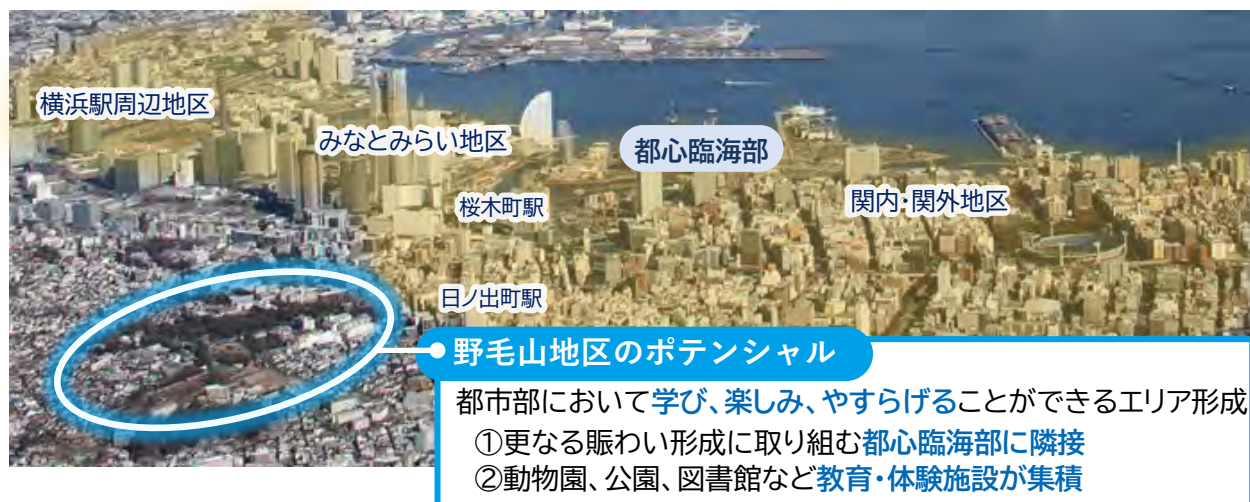 横浜駅周辺地区
みなとみらい地区
都心臨海部
桜木町駅
関内・関外地区
日ノ出町駅
野毛山地区のポテンシャル
都市部において学び、楽しみ、やすらげることができるエリア形成
①更なる賑わい形成に取り組む都心臨海部に隣接
②動物園、公園、図書館など教育・体験施設が集積